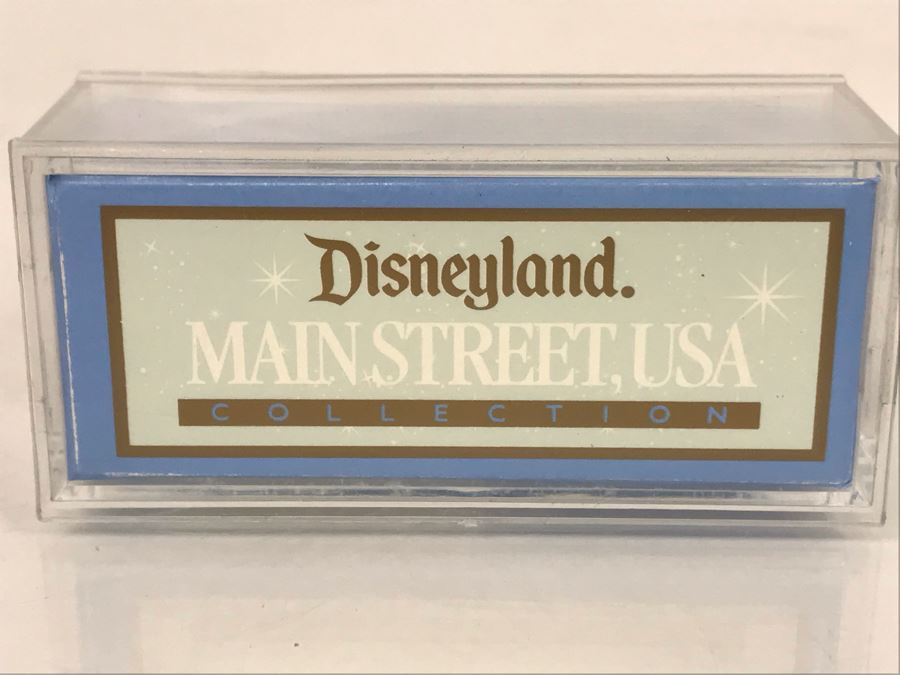 Disneyland.
MAIN STREET, USA
COLLECTION